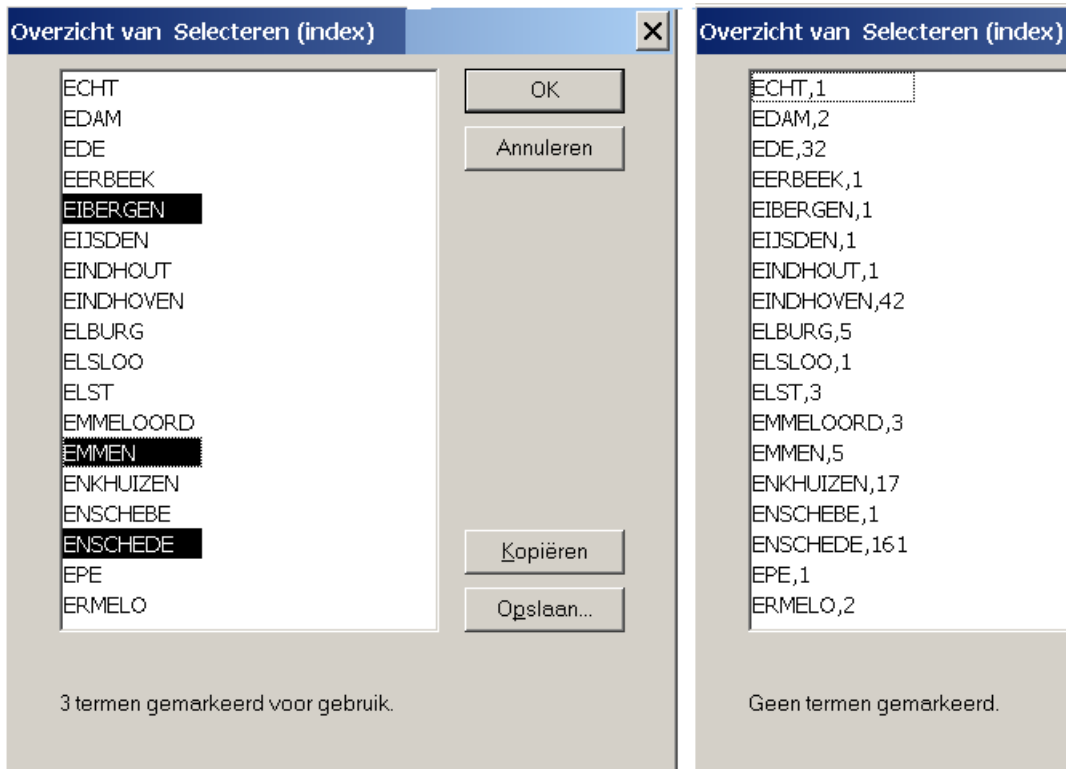 Overzicht van Selecteren (index)
ECHT
EDAM
EDE
EERBEEK
EIBERGEN
EIJSDEN
EINDHOUT
EINDHOVEN
ELBURG
ELSLOO
ELST
EMMELOORD
EMMEN
ENKHUIZEN
ENSCHEBE
ENSCHEDE
EPE
ERMELO
OK
Annuleren
Kopiëren
Opslaan...
3 termen gemarkeerd voor gebruik.
Overzicht van Selecteren (index)
ECHT,1
EDAM,2
EDE,32
EERBEEK,1
EIBERGEN,1
EIJSDEN,1
EINDHOUT,1
EINDHOVEN,42
ELBURG,5
ELSLOO,1
ELST,3
EMMELOORD,3
EMMEN,5
ENKHUIZEN,17
ENSCHEBE,1
ENSCHEDE,161
EPE,1
ERMELO,2
Geen termen gemarkeerd.